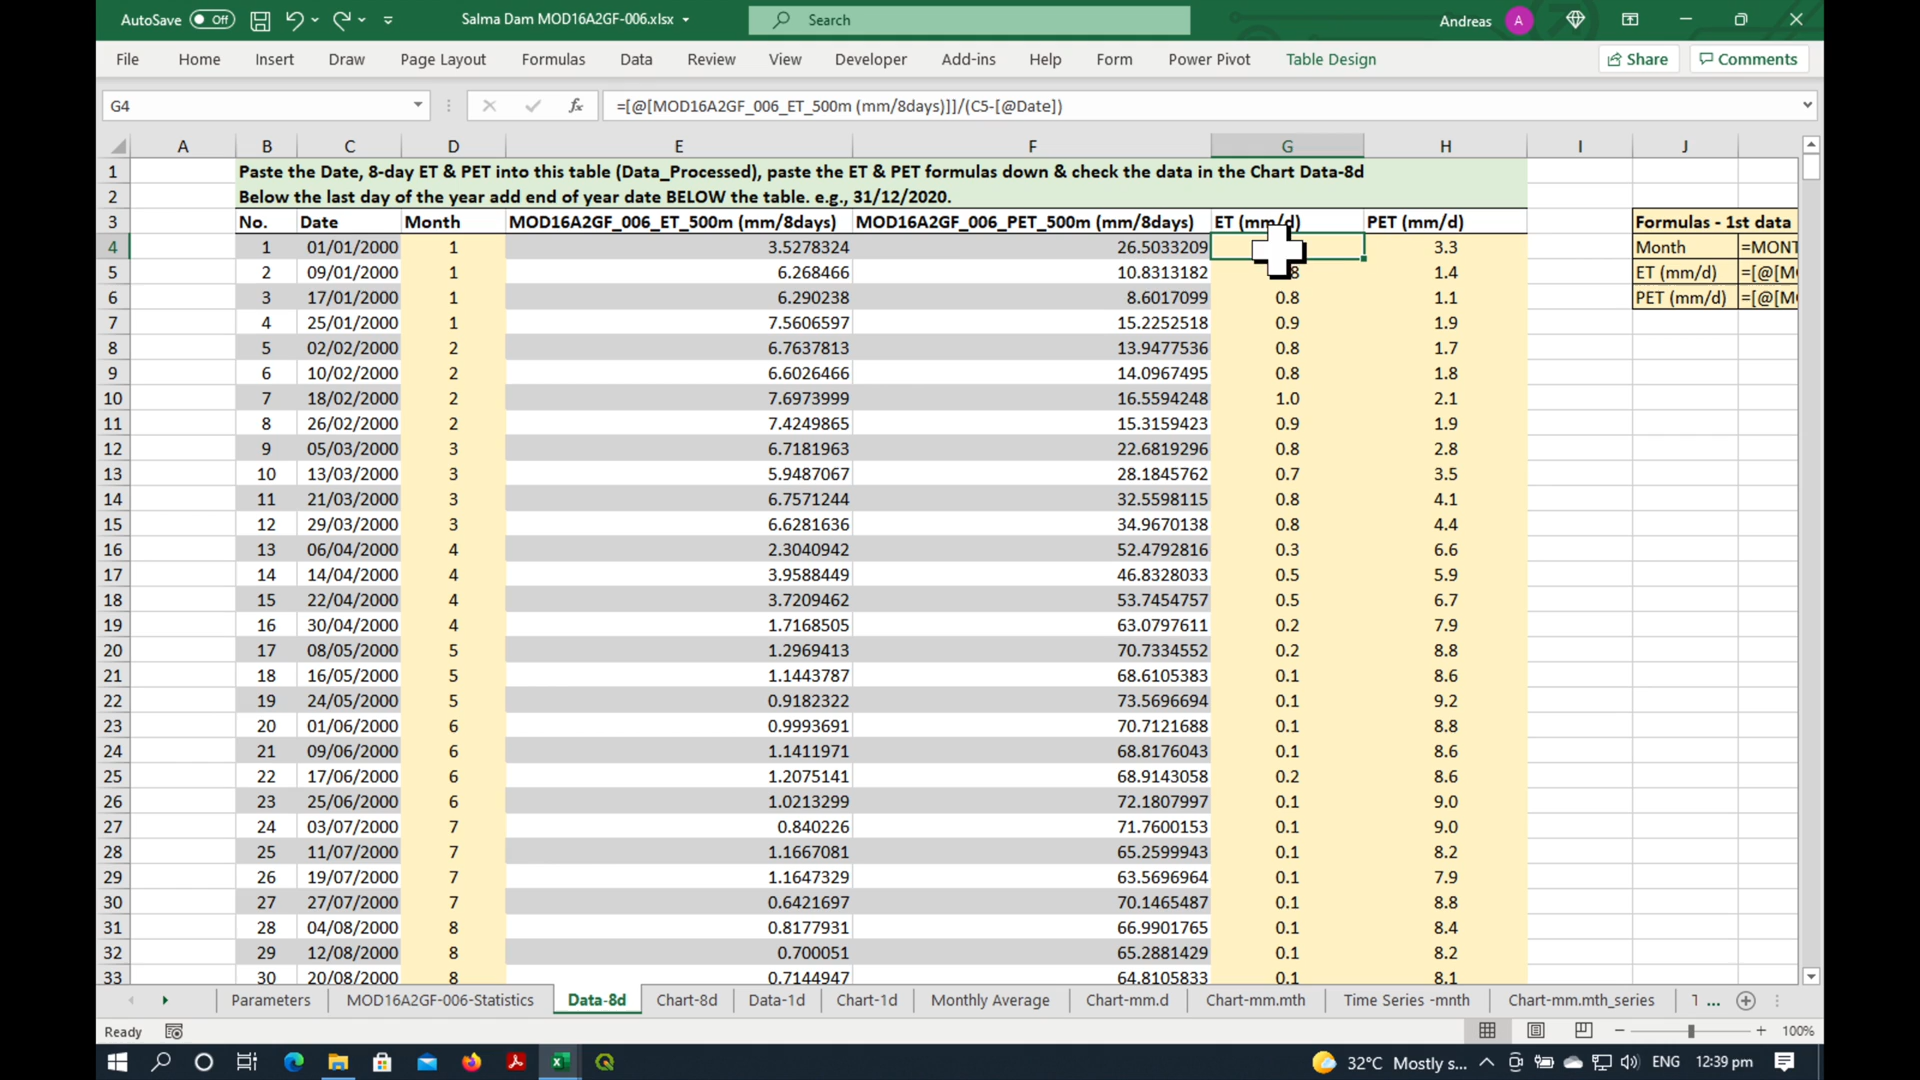 AutoSave Off Salma Dam MOD16A2GF-006.xlsx Search Andreas A
File Home Insert Draw Page Layout Formulas Data Review View Developer Add-ins Help Form Power Pivot Table Design Share Comments
G4 fx =[@[MOD16A2GF_006_ET_500m (mm/8days)]]/(C5-[@Date])
A B C D E F G H I J
1 Paste the Date, 8-day ET & PET into this table (Data_Processed), paste the ET & PET formulas down & check the data in the Chart Data-8d
2 Below the last day of the year add end of year date BELOW the table. e.g., 31/12/2020.
3 No. Date Month MOD16A2GF_006_ET_500m (mm/8days) MOD16A2GF_006_PET_500m (mm/8days) ET (mm/d) PET (mm/d) Formulas - 1st data
4 1 01/01/2000 1 3.5278324 26.5033209 3.3 Month =MONT
5 2 09/01/2000 1 6.268466 10.8313182 8 1.4 ET (mm/d) =[@[M
6 3 17/01/2000 1 6.290238 8.6017099 0.8 1.1 PET (mm/d) =[@[M
7 4 25/01/2000 1 7.5606597 15.2252518 0.9 1.9
8 5 02/02/2000 2 6.7637813 13.9477536 0.8 1.7
9 6 10/02/2000 2 6.6026466 14.0967495 0.8 1.8
10 7 18/02/2000 2 7.6973999 16.5594248 1.0 2.1
11 8 26/02/2000 2 7.4249865 15.3159423 0.9 1.9
12 9 05/03/2000 3 6.7181963 22.6819296 0.8 2.8
13 10 13/03/2000 3 5.9487067 28.1845762 0.7 3.5
14 11 21/03/2000 3 6.7571244 32.5598115 0.8 4.1
15 12 29/03/2000 3 6.6281636 34.9670138 0.8 4.4
16 13 06/04/2000 4 2.3040942 52.4792816 0.3 6.6
17 14 14/04/2000 4 3.9588449 46.8328033 0.5 5.9
18 15 22/04/2000 4 3.7209462 53.7454757 0.5 6.7
19 16 30/04/2000 4 1.7168505 63.0797611 0.2 7.9
20 17 08/05/2000 5 1.2969413 70.7334552 0.2 8.8
21 18 16/05/2000 5 1.1443787 68.6105383 0.1 8.6
22 19 24/05/2000 5 0.9182322 73.5696694 0.1 9.2
23 20 01/06/2000 6 0.9993691 70.7121688 0.1 8.8
24 21 09/06/2000 6 1.1411971 68.8176043 0.1 8.6
25 22 17/06/2000 6 1.2075141 68.9143058 0.2 8.6
26 23 25/06/2000 6 1.0213299 72.1807997 0.1 9.0
27 24 03/07/2000 7 0.840226 71.7600153 0.1 9.0
28 25 11/07/2000 7 1.1667081 65.2599943 0.1 8.2
29 26 19/07/2000 7 1.1647329 63.5696964 0.1 7.9
30 27 27/07/2000 7 0.6421697 70.1465487 0.1 8.8
31 28 04/08/2000 8 0.8177931 66.9901765 0.1 8.4
32 29 12/08/2000 8 0.700051 65.2881429 0.1 8.2
33 30 20/08/2000 8 0.7144947 64.8105833 0.1 8.1
Parameters MOD16A2GF-006-Statistics Data-8d Chart-8d Data-1d Chart-1d Monthly Average Chart-mm.d Chart-mm.mth Time Series -mnth Chart-mm.mth_series T ...
Ready 100%
32°C Mostly s... ENG 12:39 pm